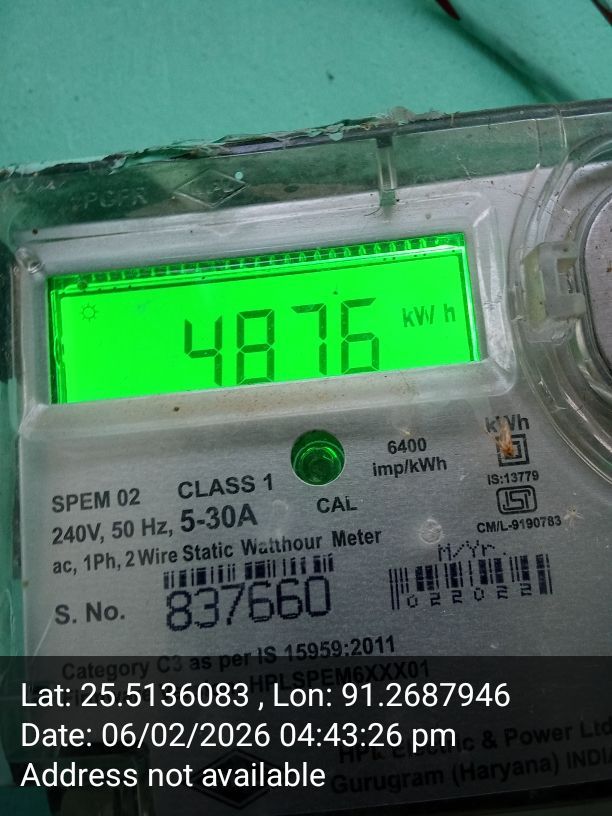 4876 kWh
6400
imp/kWh
kWh
IS:13779
CM/L-9190783
SPEM 02 CLASS 1
CAL
240V, 50 Hz, 5-30A
ac, 1Ph, 2 Wire Static Watthour Meter
M/Yr.
022022
S. No. 837660
Category C3 as per IS 15959:2011
HPLSPEM6XXX01
Electric & Power Ltd
Gurugram (Haryana) INDIA
Lat: 25.5136083 , Lon: 91.2687946
Date: 06/02/2026 04:43:26 pm
Address not available